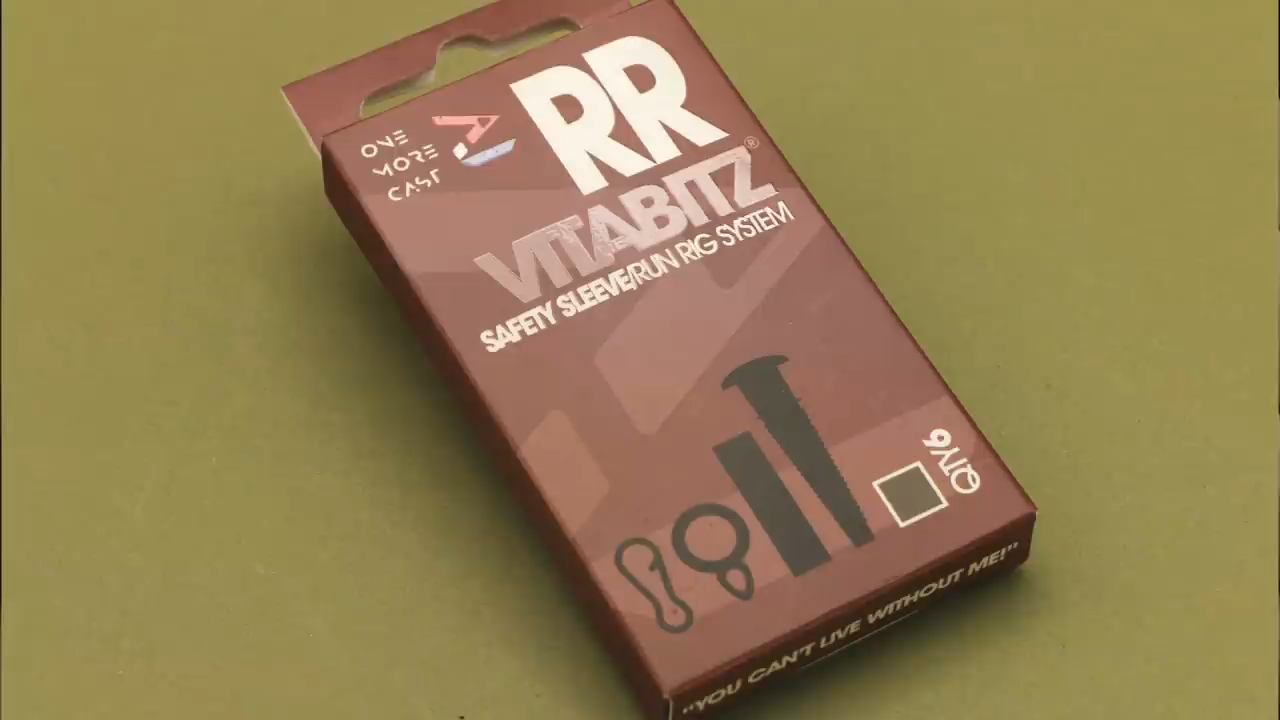 ONE
MORE
CAST
RR
VITABITZ®
SAFETY SLEEVE/RUN RIG SYSTEM
QTY6
"YOU CAN'T LIVE WITHOUT ME!"